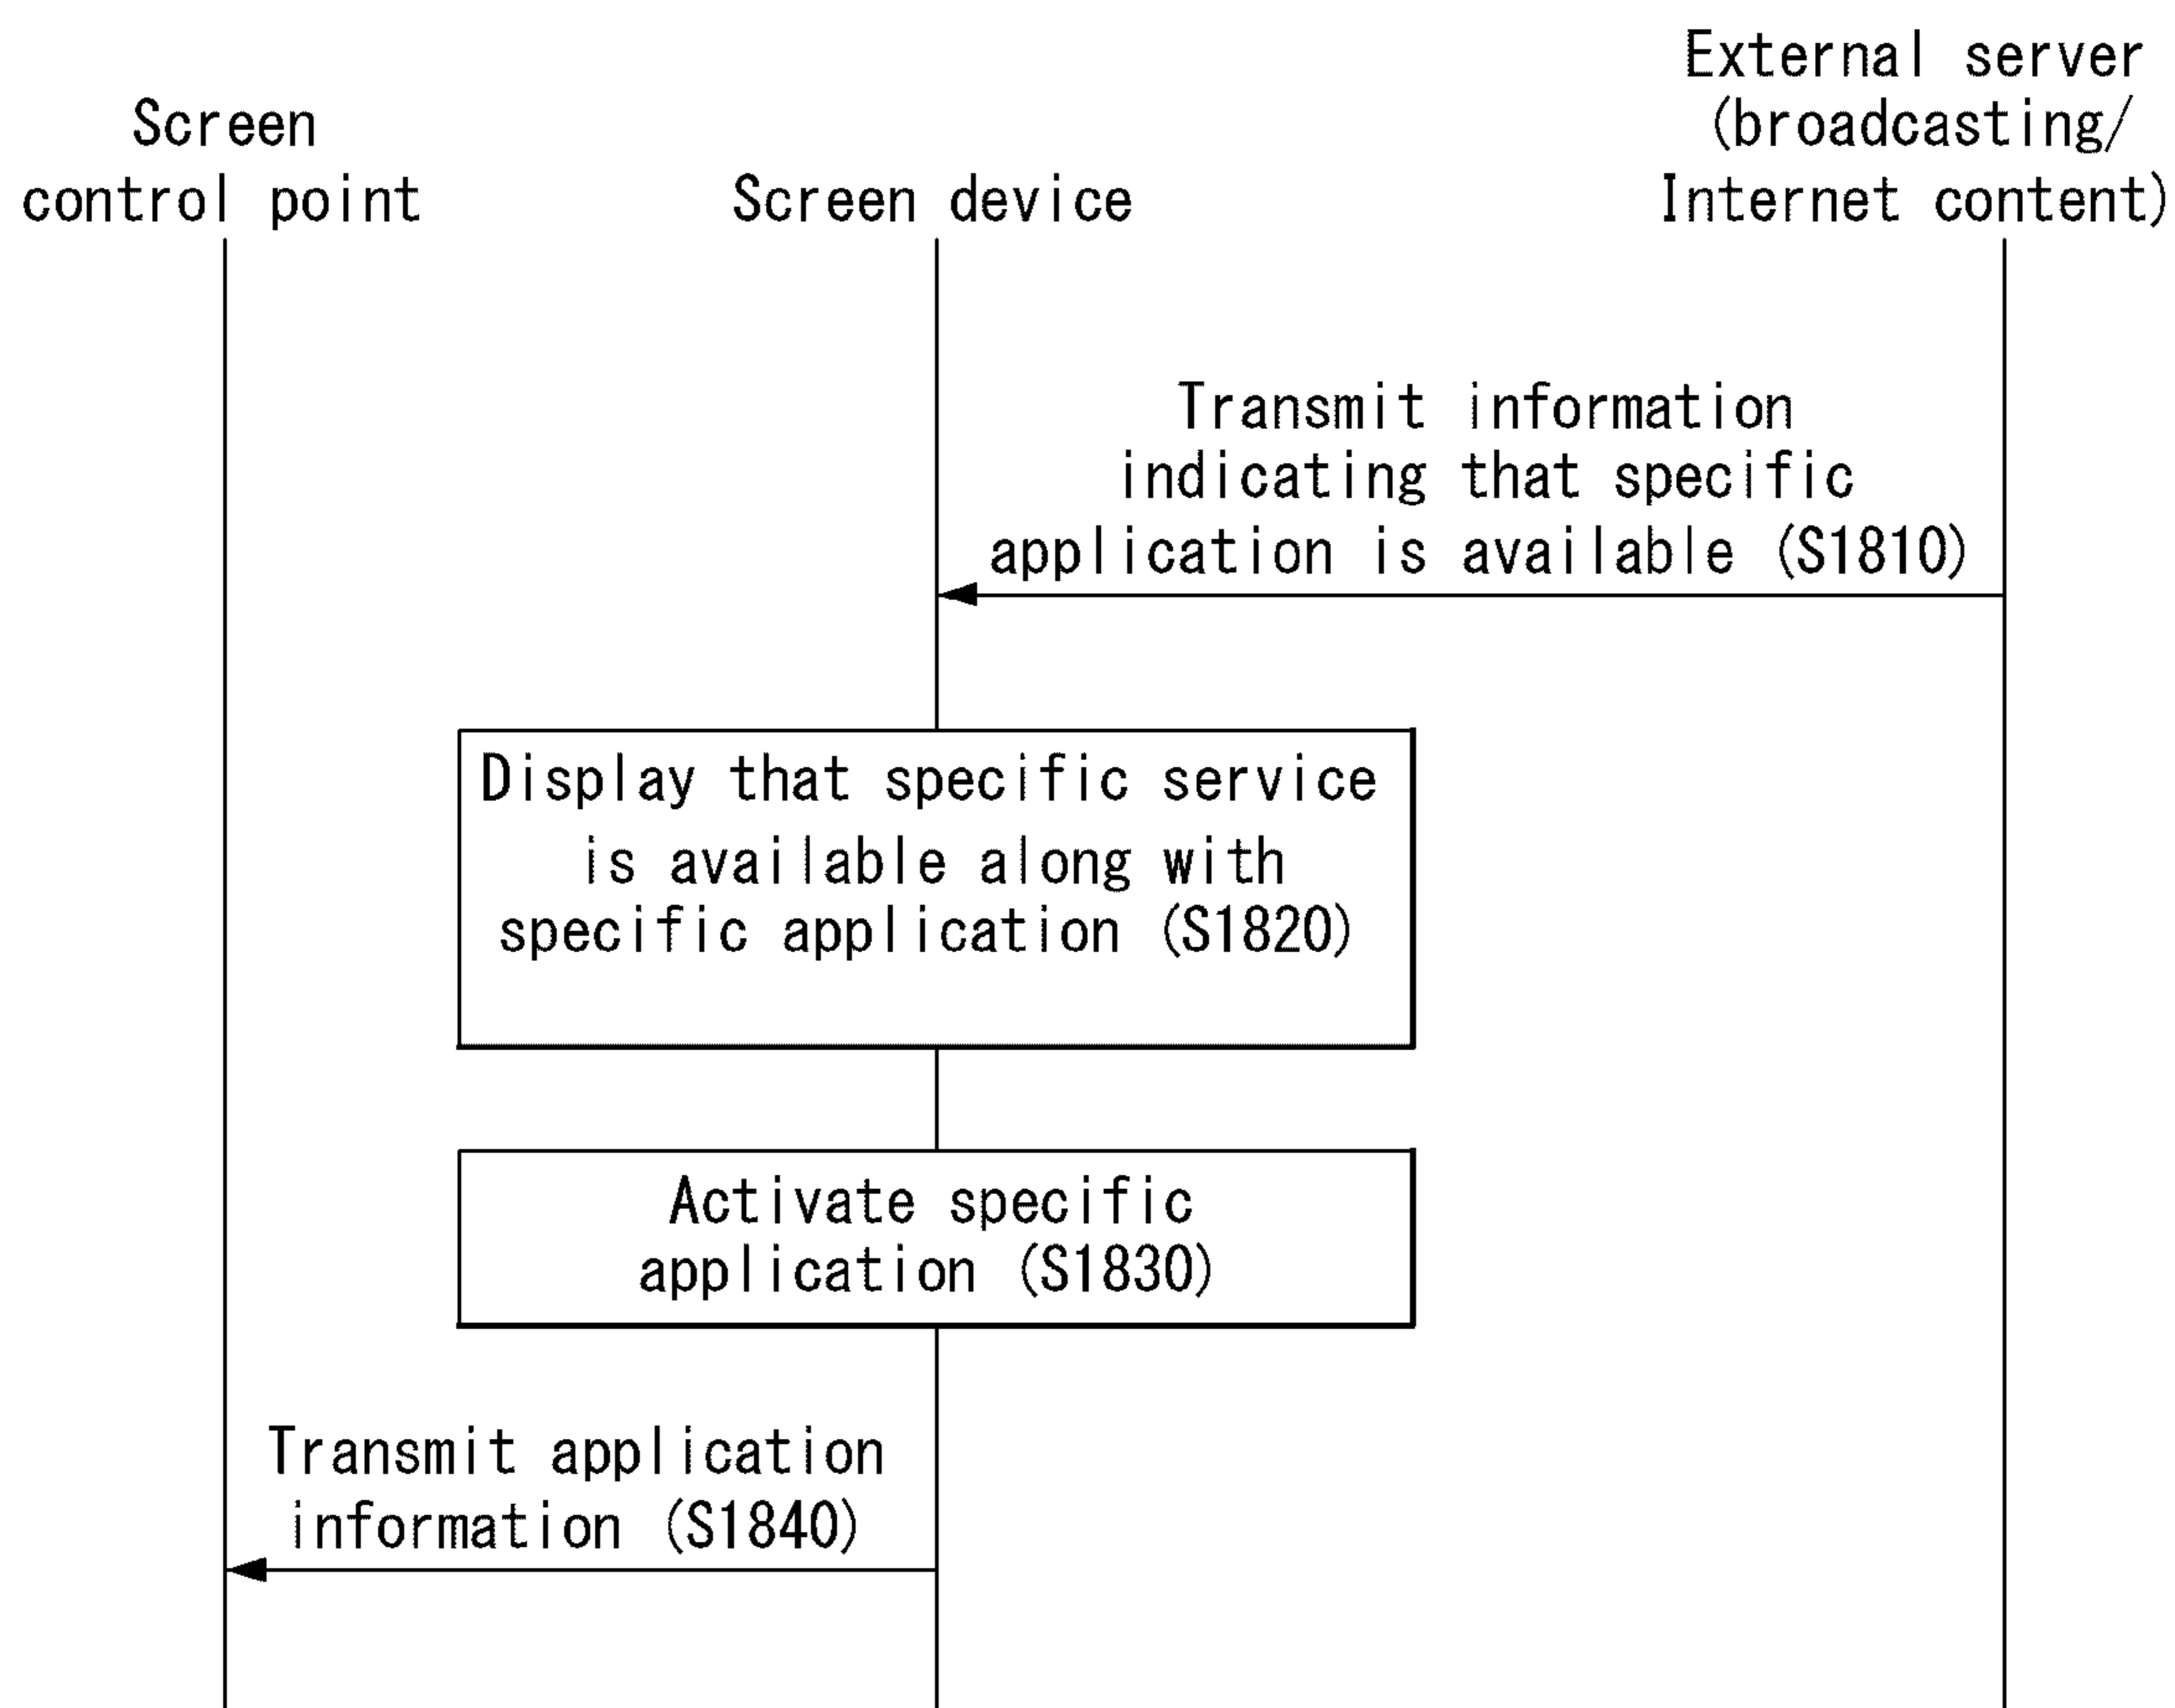 Screen
control point
Screen device
External server
(broadcasting/
Internet content)
Transmit information
indicating that specific
application is available (S1810)
Display that specific service
is available along with
specific application (S1820)
Activate specific
application (S1830)
Transmit application
information (S1840)